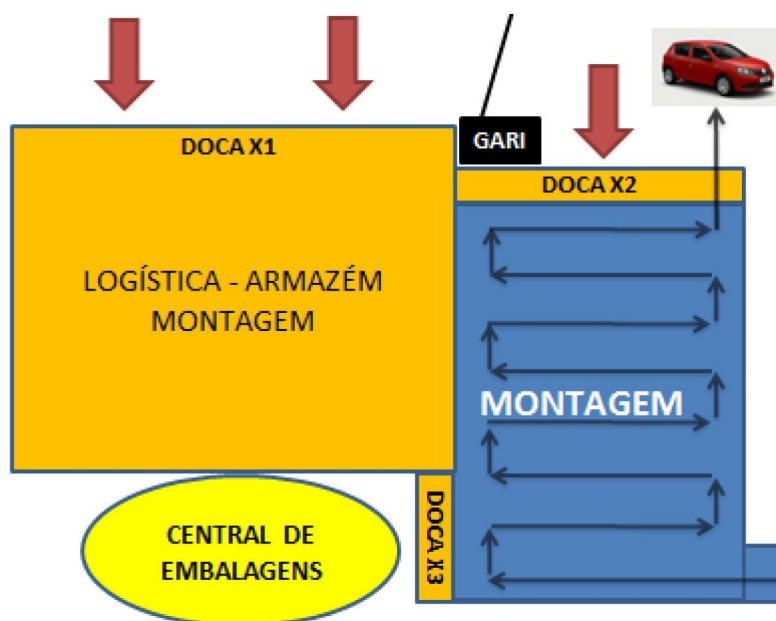 DOCA X1
GARI
DOCA X2
LOGÍSTICA - ARMAZÉM
MONTAGEM
MONTAGEM
DOCA X3
CENTRAL DE
EMBALAGENS